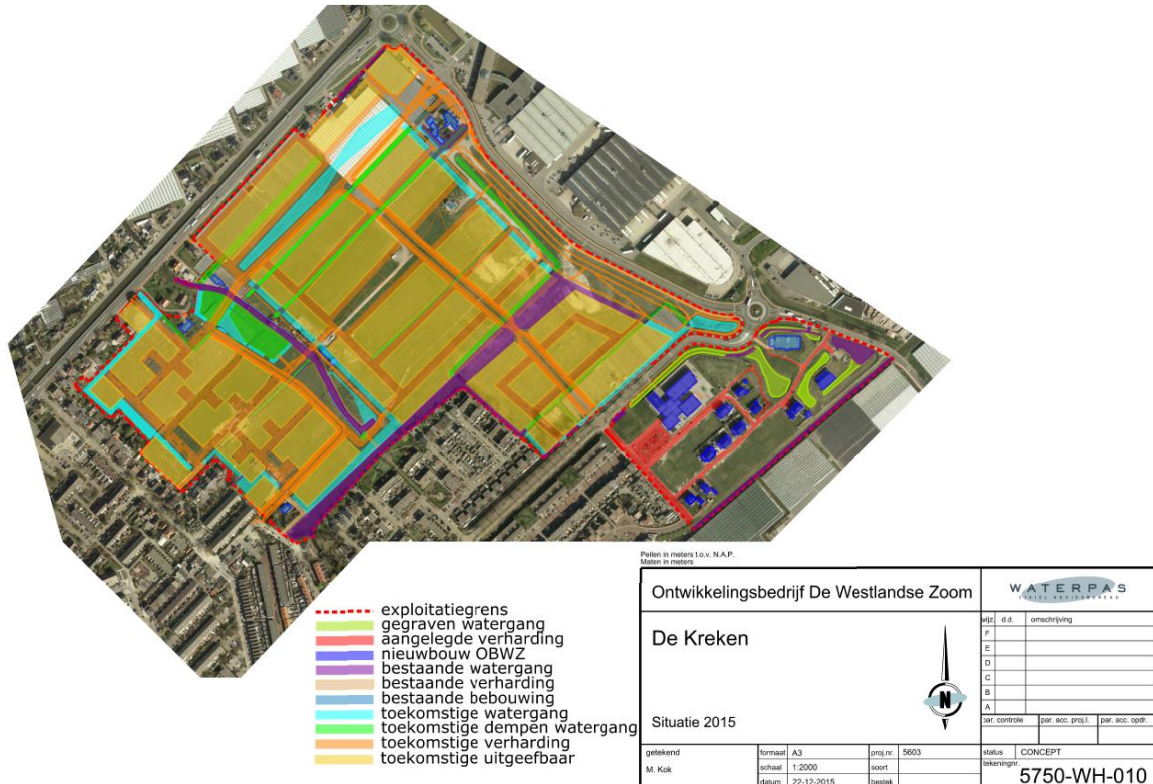 exploitatiegrens
gegraven watergang
aangelegde verharding
nieuwbouw OBWZ
bestaande watergang
bestaande verharding
bestaande bebouwing
toekomstige watergang
toekomstige dempen watergang
toekomstige verharding
toekomstige uitgeefbaar
Peilen in meters t.o.v. N.A.P.
Maten in meters
Ontwikkelingsbedrijf De Westlandse Zoom
WATERPAS
CIVIEL ADVIESBUREAU
De Kreken
Situatie 2015
N
wijz. d.d. omschrijving
F
E
D
C
B
A
par. controle par. acc. proj.l. par. acc. opdr.
getekend formaat A3 proj.nr. 5603 status CONCEPT
M. Kok schaal 1:2000 soort tekeningnr.
datum 22-12-2015 bestek 5750-WH-010